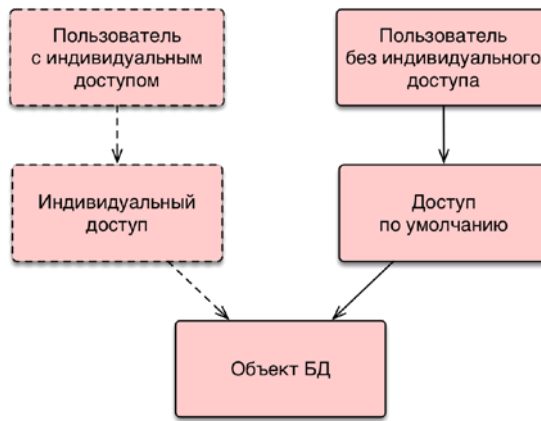 Пользователь
с индивидуальным
доступом
Пользователь
без индивидуального
доступа
Индивидуальный
доступ
Доступ
по умолчанию
Объект БД